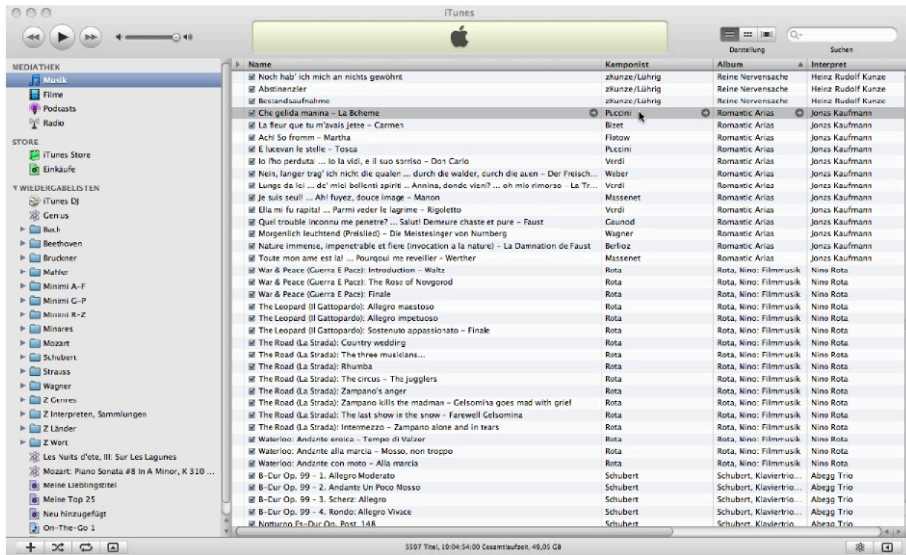 iTunes
Darstellung Suchen
MEDIATHEK
Musik
Filme
Podcasts
Radio
STORE
iTunes Store
Einkäufe
WIEDERGABELISTEN
iTunes DJ
Genius
Bach
Beethoven
Bruckner
Mahler
Minimi A-F
Minimi G-P
Minimi R-Z
Minores
Mozart
Schubert
Strauss
Wagner
Z Genres
Z Interpreten, Sammlungen
Z Länder
Z Wort
Les Nuits d'ete, III: Sur Les Lagunes
Mozart: Piano Sonata #8 In A Minor, K 310 ...
Meine Lieblingstitel
Meine Top 25
Neu hinzugefügt
On-The-Go 1
Name Komponist Album Interpret
Noch hab' ich mich an nichts gewöhnt zKunze/Lührig Reine Nervensache Heinz Rudolf Kunze
Abstinenzler zKunze/Lührig Reine Nervensache Heinz Rudolf Kunze
Bestandsaufnahme zKunze/Lührig Reine Nervensache Heinz Rudolf Kunze
Che gelida manina – La Boheme Puccini Romantic Arias Jonas Kaufmann
La fleur que tu m'avais jetee – Carmen Bizet Romantic Arias Jonas Kaufmann
Ach! So fromm – Martha Flotow Romantic Arias Jonas Kaufmann
E lucevan le stelle – Tosca Puccini Romantic Arias Jonas Kaufmann
Io l'ho perduta! ... Io la vidi, e il suo sorriso – Don Carlo Verdi Romantic Arias Jonas Kaufmann
Nein, langer trag' ich nicht die qualen ... durch die walder, durch die auen – Der Freisch... Weber Romantic Arias Jonas Kaufmann
Lunge da lei ... de' miei bollenti spiriti .. Annina, donde vieni? ... oh mio rimorso – La Tr... Verdi Romantic Arias Jonas Kaufmann
Je suis seul! ... Ah! fuyez, douce image – Manon Massenet Romantic Arias Jonas Kaufmann
Ella mi fu rapita! ... Parmi veder le lagrime – Rigoletto Verdi Romantic Arias Jonas Kaufmann
Quel trouble inconnu me penetre? ... Salut! Demeure chaste et pure – Faust Gounod Romantic Arias Jonas Kaufmann
Morgenlich leuchtend (Preislied) – Die Meistesinger von Nurnberg Wagner Romantic Arias Jonas Kaufmann
Nature immense, impenetrable et fiere (invocation a la nature) – La Damnation de Faust Berlioz Romantic Arias Jonas Kaufmann
Toute mon ame est la! ... Pourqoui me reveiller – Werther Massenet Romantic Arias Jonas Kaufmann
War & Peace (Guerra E Pace): Introduction – Waltz Rota Rota, Nino: Filmmusik Nino Rota
War & Peace (Guerra E Pace): The Rose of Novgorod Rota Rota, Nino: Filmmusik Nino Rota
War & Peace (Guerra E Pace): Finale Rota Rota, Nino: Filmmusik Nino Rota
The Leopard (Il Gattopardo): Allegro maestoso Rota Rota, Nino: Filmmusik Nino Rota
The Leopard (Il Gattopardo): Allegro impetuoso Rota Rota, Nino: Filmmusik Nino Rota
The Leopard (Il Gattopardo): Sostenuto appassionato – Finale Rota Rota, Nino: Filmmusik Nino Rota
The Road (La Strada): Country wedding Rota Rota, Nino: Filmmusik Nino Rota
The Road (La Strada): The three musicians... Rota Rota, Nino: Filmmusik Nino Rota
The Road (La Strada): Rhumba Rota Rota, Nino: Filmmusik Nino Rota
The Road (La Strada): The circus – The jugglers Rota Rota, Nino: Filmmusik Nino Rota
The Road (La Strada): Zampano's anger Rota Rota, Nino: Filmmusik Nino Rota
The Road (La Strada): Zampano kills the madman – Gelsomina goes mad with grief Rota Rota, Nino: Filmmusik Nino Rota
The Road (La Strada): The last show in the snow – Farewell Gelsomina Rota Rota, Nino: Filmmusik Nino Rota
The Road (La Strada): Intermezzo – Zampano alone and in tears Rota Rota, Nino: Filmmusik Nino Rota
Waterloo: Andante eroica – Tempo di Valzer Rota Rota, Nino: Filmmusik Nino Rota
Waterloo: Andante alla marcia – Mosso, non troppo Rota Rota, Nino: Filmmusik Nino Rota
Waterloo: Andante con moto – Alla marcia Rota Rota, Nino: Filmmusik Nino Rota
B-Dur Op. 99 – 1. Allegro Moderato Schubert Schubert, Klaviertrio... Abegg Trio
B-Dur Op. 99 – 2. Andante Un Poco Mosso Schubert Schubert, Klaviertrio... Abegg Trio
B-Dur Op. 99 – 3. Scherz: Allegro Schubert Schubert, Klaviertrio... Abegg Trio
B-Dur Op. 99 – 4. Rondo: Allegro Vivace Schubert Schubert, Klaviertrio... Abegg Trio
Notturno Es-Dur Op. Post. 148 Schubert Schubert, Klaviertrio... Abegg Trio
5597 Titel, 19:04:54:00 Gesamtlaufzeit, 49,05 GB